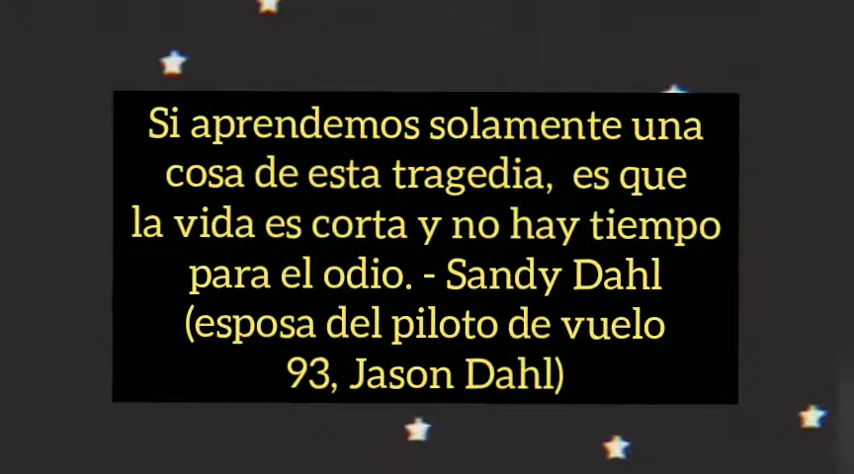 Si aprendemos solamente una
cosa de esta tragedia,  es que
la vida es corta y no hay tiempo
para el odio. - Sandy Dahl
(esposa del piloto de vuelo
93, Jason Dahl)